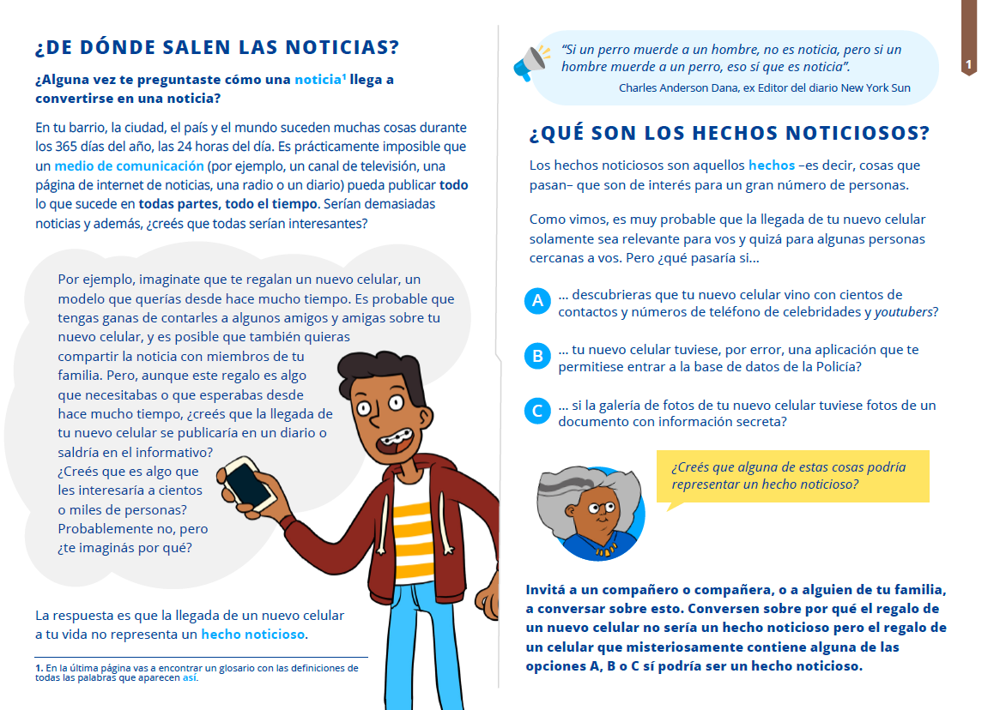 ¿DE DÓNDE SALEN LAS NOTICIAS?
¿Alguna vez te preguntaste cómo una noticia¹ llega a
convertirse en una noticia?
En tu barrio, la ciudad, el país y el mundo suceden muchas cosas durante
los 365 días del año, las 24 horas del día. Es prácticamente imposible que
un medio de comunicación (por ejemplo, un canal de televisión, una
página de internet de noticias, una radio o un diario) pueda publicar todo
lo que sucede en todas partes, todo el tiempo. Serían demasiadas
noticias y además, ¿creés que todas serían interesantes?
Por ejemplo, imaginate que te regalan un nuevo celular, un
modelo que querías desde hace mucho tiempo. Es probable que
tengas ganas de contarles a algunos amigos y amigas sobre tu
nuevo celular, y es posible que también quieras
compartir la noticia con miembros de tu
familia. Pero, aunque este regalo es algo
que necesitabas o que esperabas desde
hace mucho tiempo, ¿creés que la llegada de
tu nuevo celular se publicaría en un diario o
saldría en el informativo?
¿Creés que es algo que
les interesaría a cientos
o miles de personas?
Probablemente no, pero
¿te imaginás por qué?
La respuesta es que la llegada de un nuevo celular
a tu vida no representa un hecho noticioso.
1. En la última página vas a encontrar un glosario con las definiciones de
todas las palabras que aparecen así.
1
“Si un perro muerde a un hombre, no es noticia, pero si un
hombre muerde a un perro, eso sí que es noticia”.
Charles Anderson Dana, ex Editor del diario New York Sun
¿QUÉ SON LOS HECHOS NOTICIOSOS?
Los hechos noticiosos son aquellos hechos –es decir, cosas que
pasan– que son de interés para un gran número de personas.
Como vimos, es muy probable que la llegada de tu nuevo celular
solamente sea relevante para vos y quizá para algunas personas
cercanas a vos. Pero ¿qué pasaría si...
A ... descubrieras que tu nuevo celular vino con cientos de
contactos y números de teléfono de celebridades y youtubers?
B ... tu nuevo celular tuviese, por error, una aplicación que te
permitiese entrar a la base de datos de la Policía?
C ... si la galería de fotos de tu nuevo celular tuviese fotos de un
documento con información secreta?
¿Creés que alguna de estas cosas podría
representar un hecho noticioso?
Invitá a un compañero o compañera, o a alguien de tu familia,
a conversar sobre esto. Conversen sobre por qué el regalo de
un nuevo celular no sería un hecho noticioso pero el regalo de
un celular que misteriosamente contiene alguna de las
opciones A, B o C sí podría ser un hecho noticioso.